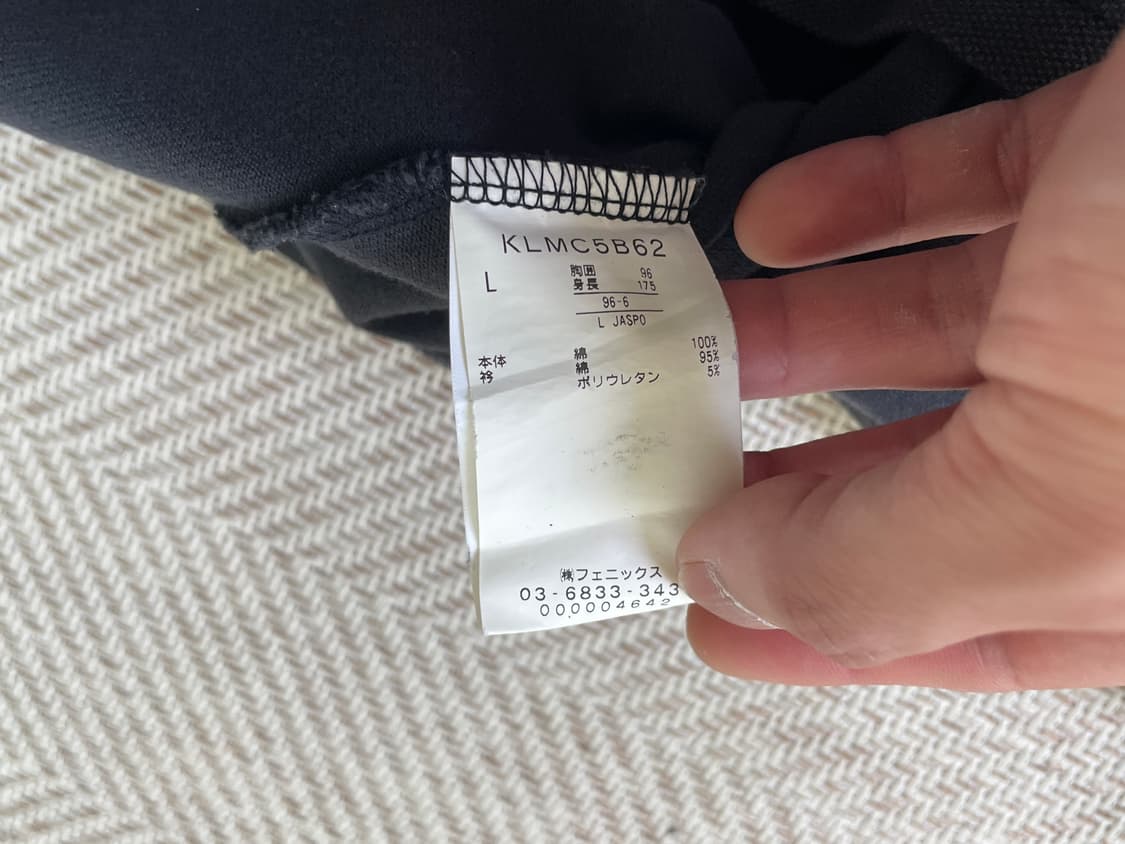 KLMC5B62
L 胸囲 96
身長 175
96-6
L JASPO
本体 綿 100%
衿 綿 95%
ポリウレタン 5%
㈱フェニックス
03-6833-343
000004642